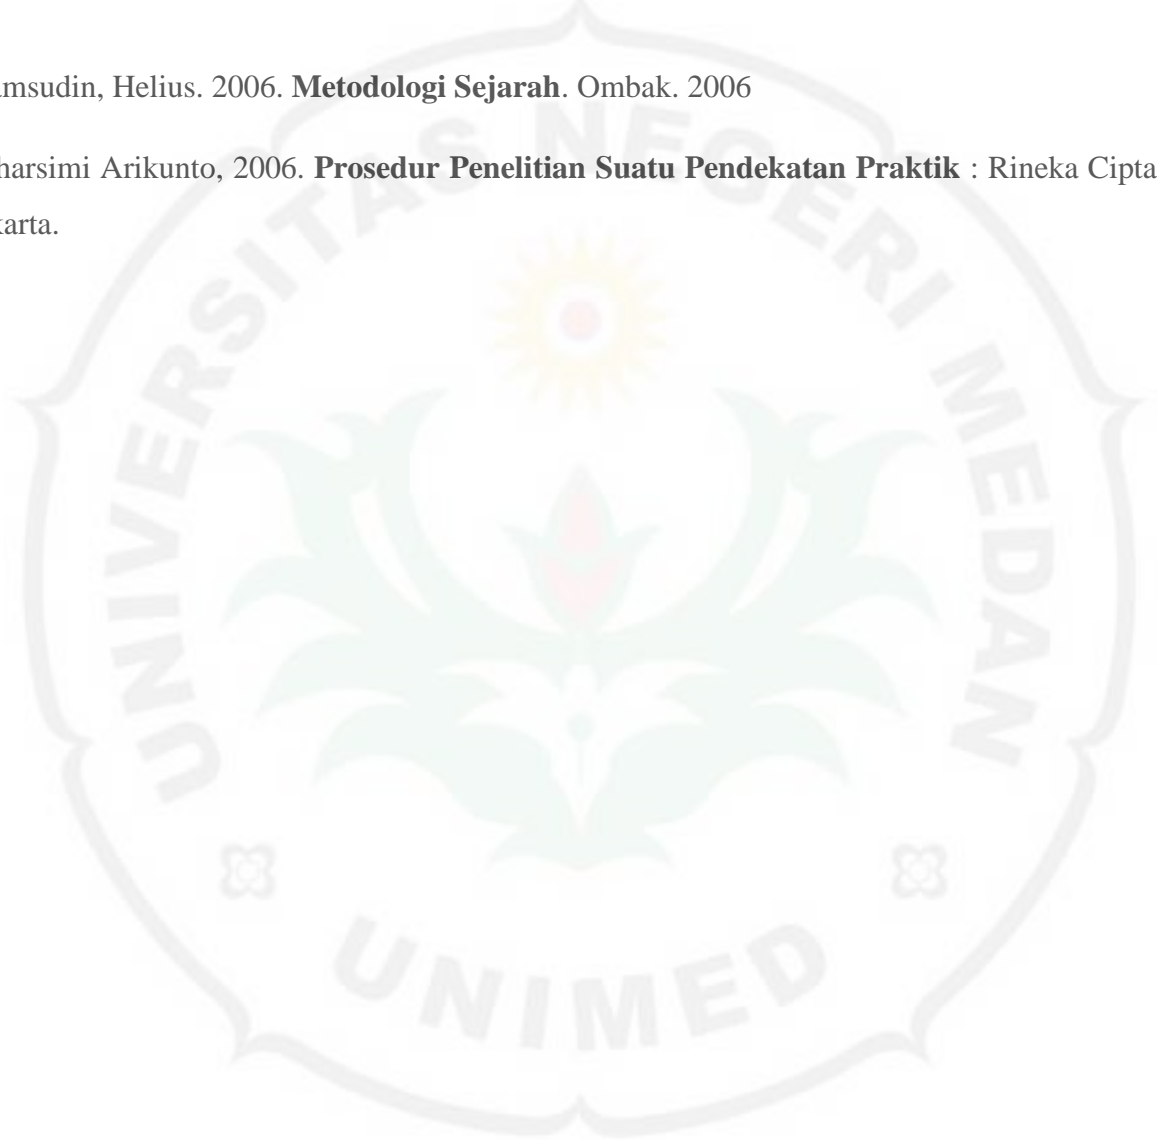 amsudin, Helius. 2006. Metodologi Sejarah. Ombak. 2006
harsimi Arikunto, 2006. Prosedur Penelitian Suatu Pendekatan Praktik : Rineka Cipta
karta.
UNIVERSITAS NEGERI MEDAN
UNIMED